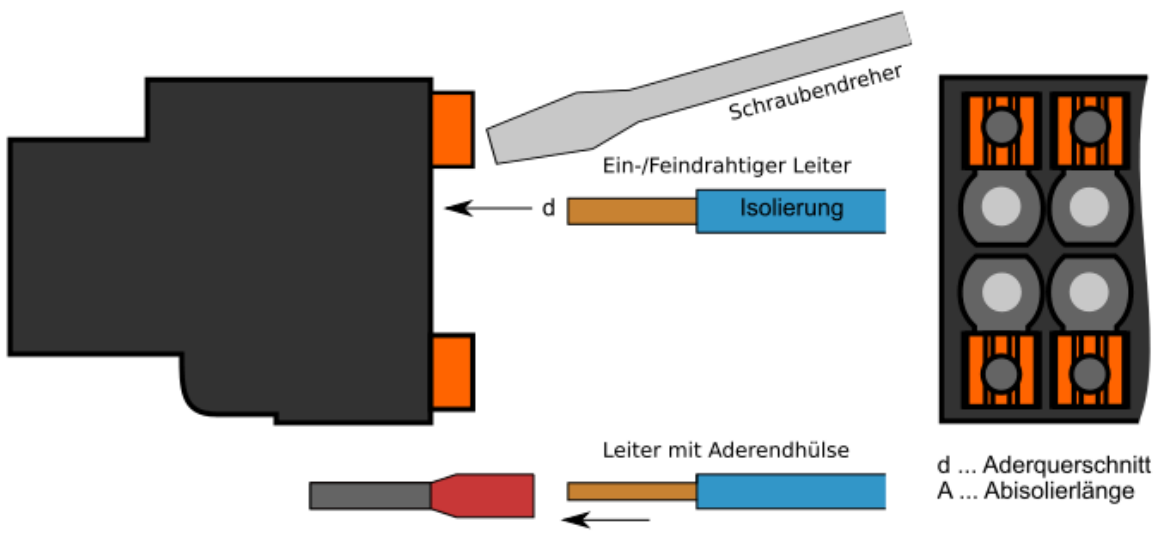 Schraubendreher
Ein-/Feindrahtiger Leiter
d
Isolierung
Leiter mit Aderendhülse
d ... Aderquerschnitt
A ... Abisolierlänge